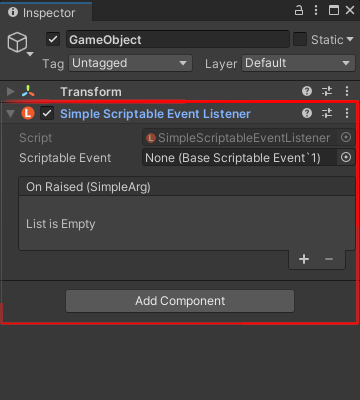 Inspector
GameObject
Static
Tag Untagged Layer Default
Transform
L Simple Scriptable Event Listener
Script L SimpleScriptableEventListener
Scriptable Event None (Base Scriptable Event`1)
On Raised (SimpleArg)
List is Empty
Add Component